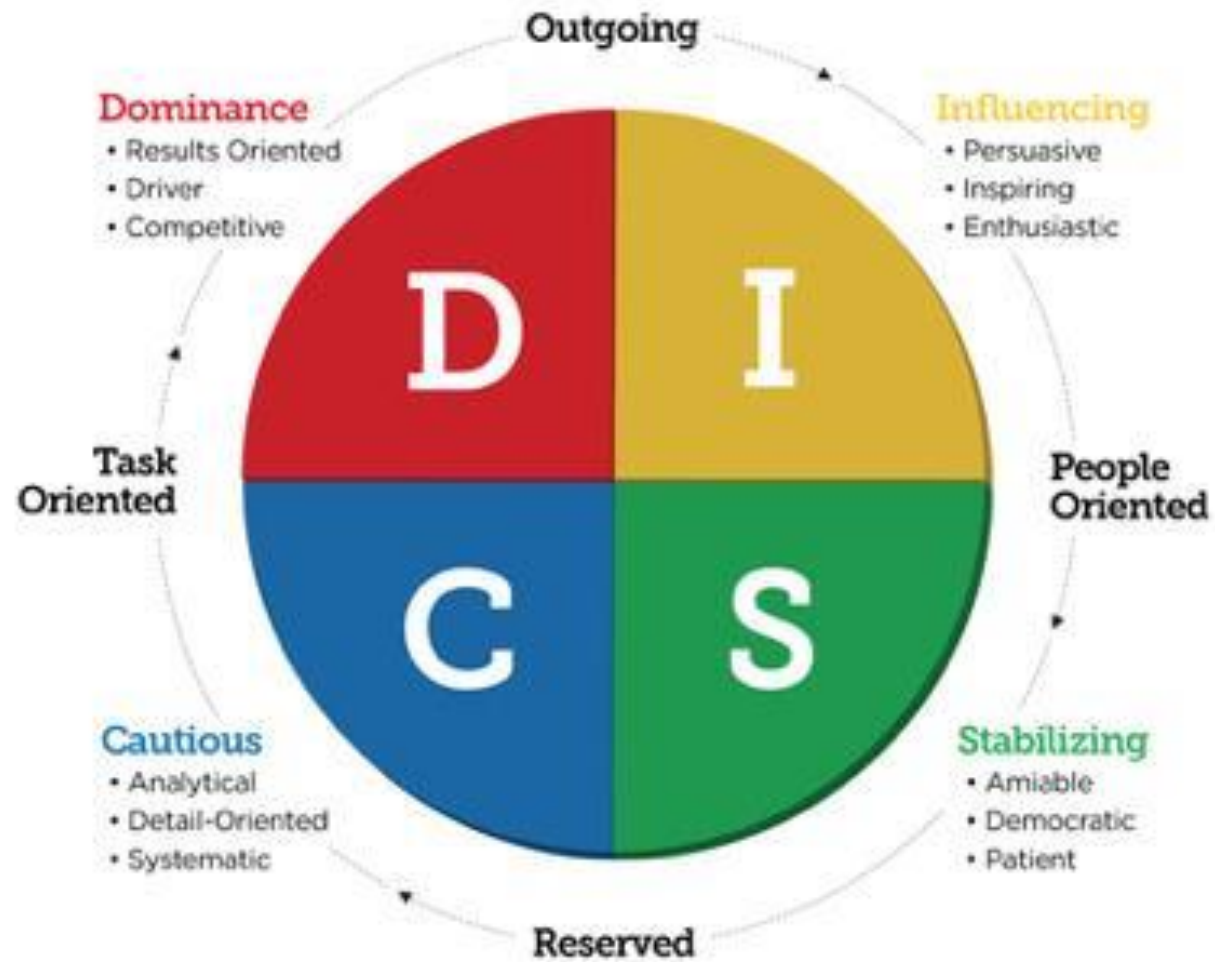 Outgoing
Dominance
• Results Oriented
• Driver
• Competitive
Influencing
• Persuasive
• Inspiring
• Enthusiastic
D
I
Task
Oriented
People
Oriented
C
S
Cautious
• Analytical
• Detail-Oriented
• Systematic
Stabilizing
• Amiable
• Democratic
• Patient
Reserved